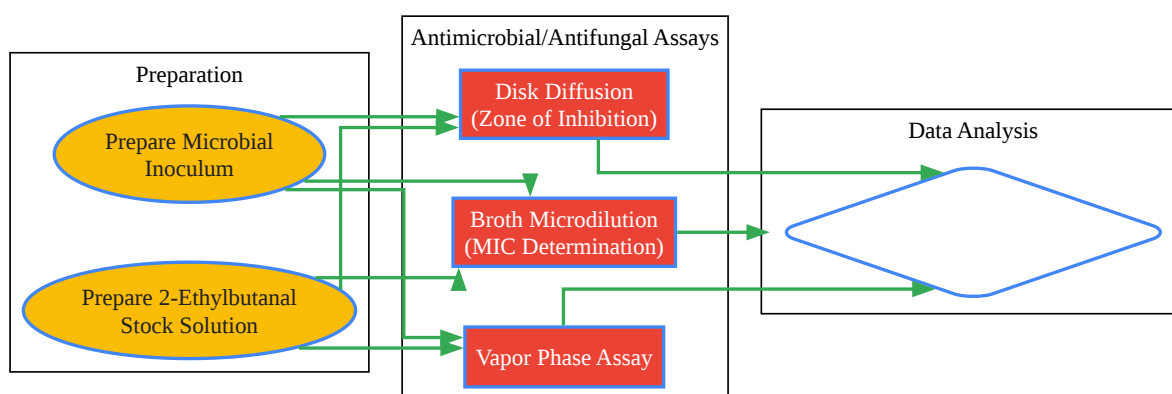 Preparation
Prepare Microbial
Inoculum
Prepare 2-Ethylbutanal
Stock Solution
Antimicrobial/Antifungal Assays
Disk Diffusion
(Zone of Inhibition)
Broth Microdilution
(MIC Determination)
Vapor Phase Assay
Data Analysis